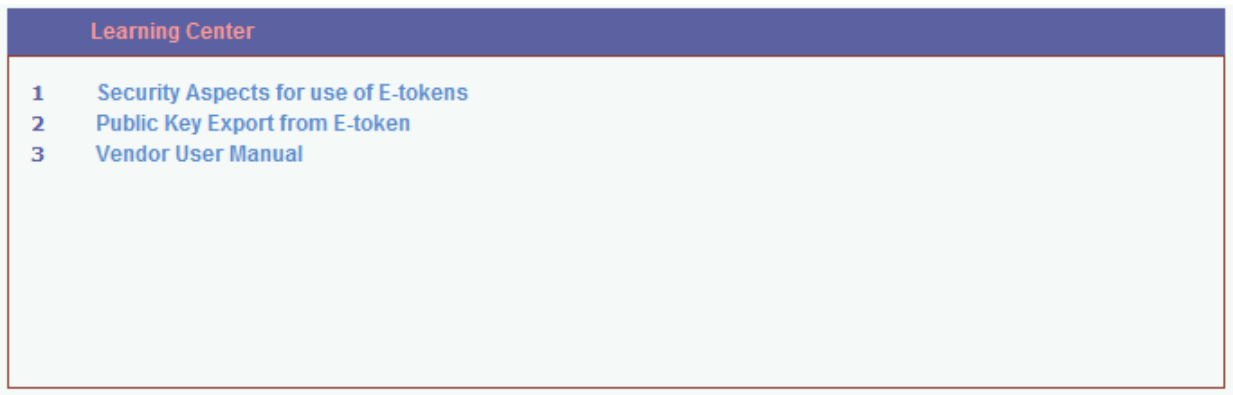 Learning Center
1 Security Aspects for use of E-tokens
2 Public Key Export from E-token
3 Vendor User Manual